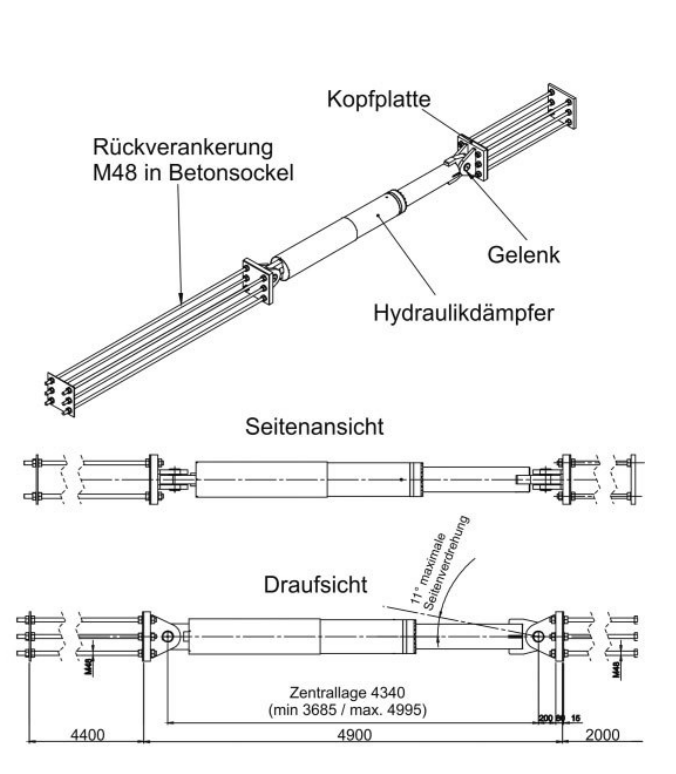 Kopfplatte
Rückverankerung
M48 in Betonsockel
Gelenk
Hydraulikdämpfer
Seitenansicht
11° maximale
Seitenverdrehung
Draufsicht
M48
M48
Zentrallage 4340
(min 3685 / max. 4995)
200 80 15
4400
4900
2000